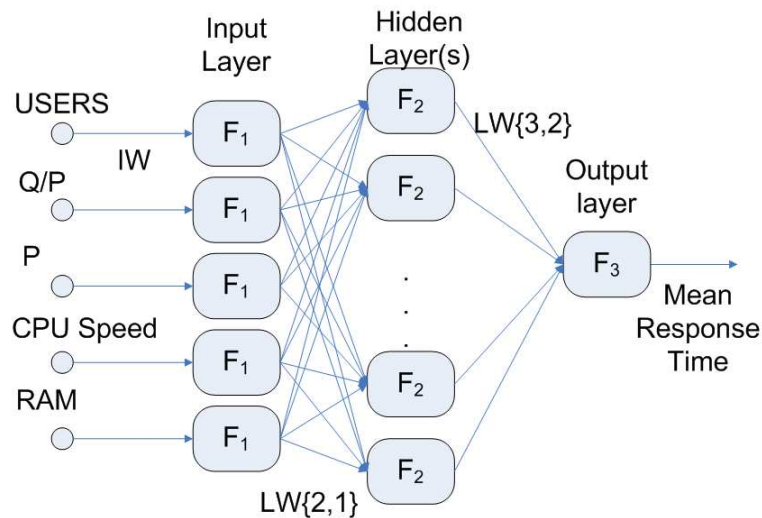 Input
Layer
Hidden
Layer(s)
USERS
F₁
F₂
LW{3,2}
IW
Q/P
F₁
F₂
Output
layer
P
F₁
.
.
.
F₃
Mean
Response
Time
CPU Speed
F₁
F₂
RAM
F₁
F₂
LW{2,1}